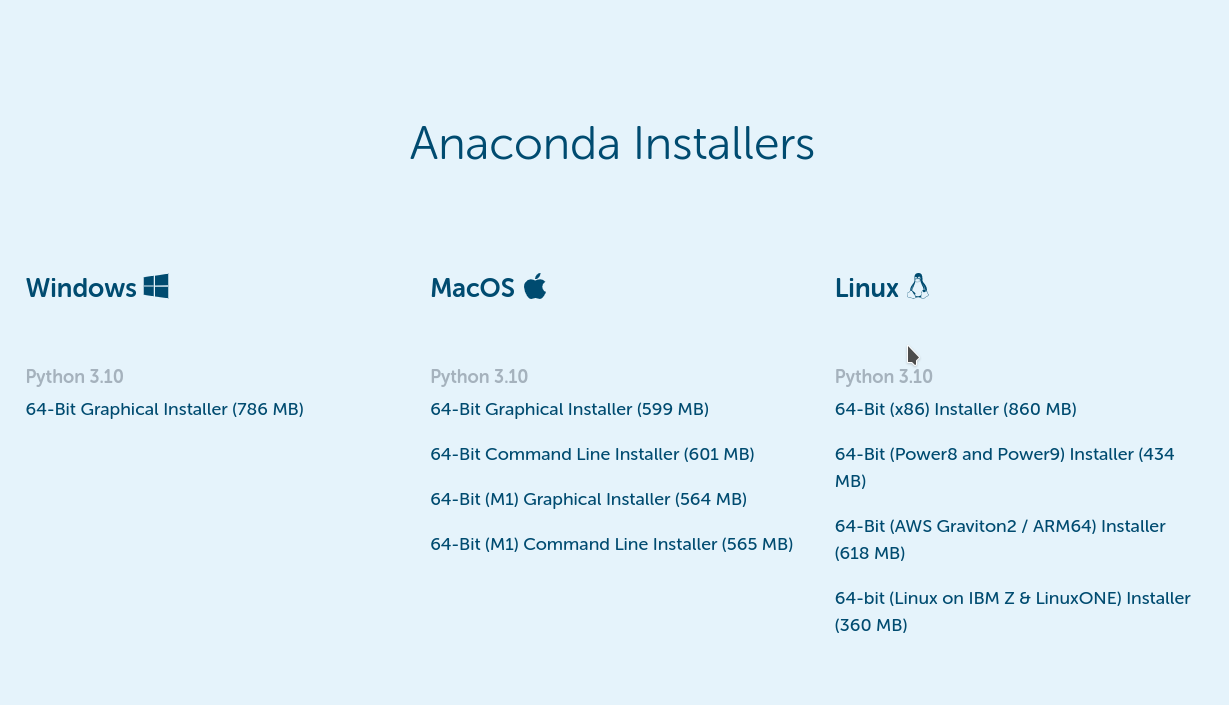 Anaconda Installers
Windows
Python 3.10
64-Bit Graphical Installer (786 MB)
MacOS
Python 3.10
64-Bit Graphical Installer (599 MB)
64-Bit Command Line Installer (601 MB)
64-Bit (M1) Graphical Installer (564 MB)
64-Bit (M1) Command Line Installer (565 MB)
Linux
Python 3.10
64-Bit (x86) Installer (860 MB)
64-Bit (Power8 and Power9) Installer (434
MB)
64-Bit (AWS Graviton2 / ARM64) Installer
(618 MB)
64-bit (Linux on IBM Z & LinuxONE) Installer
(360 MB)